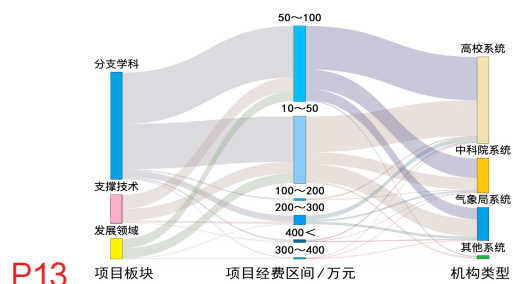 50～100
分支学科
高校系统
10～50
中科院系统
支撑技术
100～200
气象局系统
200～300
发展领域
400＜
其他系统
300～400
P13 项目板块 项目经费区间/万元 机构类型